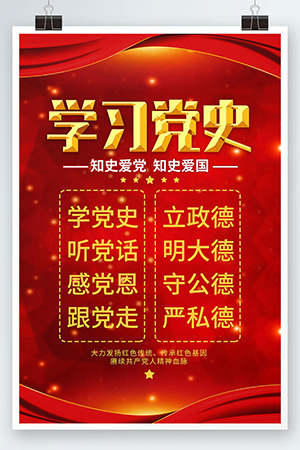 学习党史
知史爱党 知史爱国
学党史
听党话
感党恩
跟党走
立政德
明大德
守公德
严私德
大力发扬红色传统、传承红色基因
赓续共产党人精神血脉